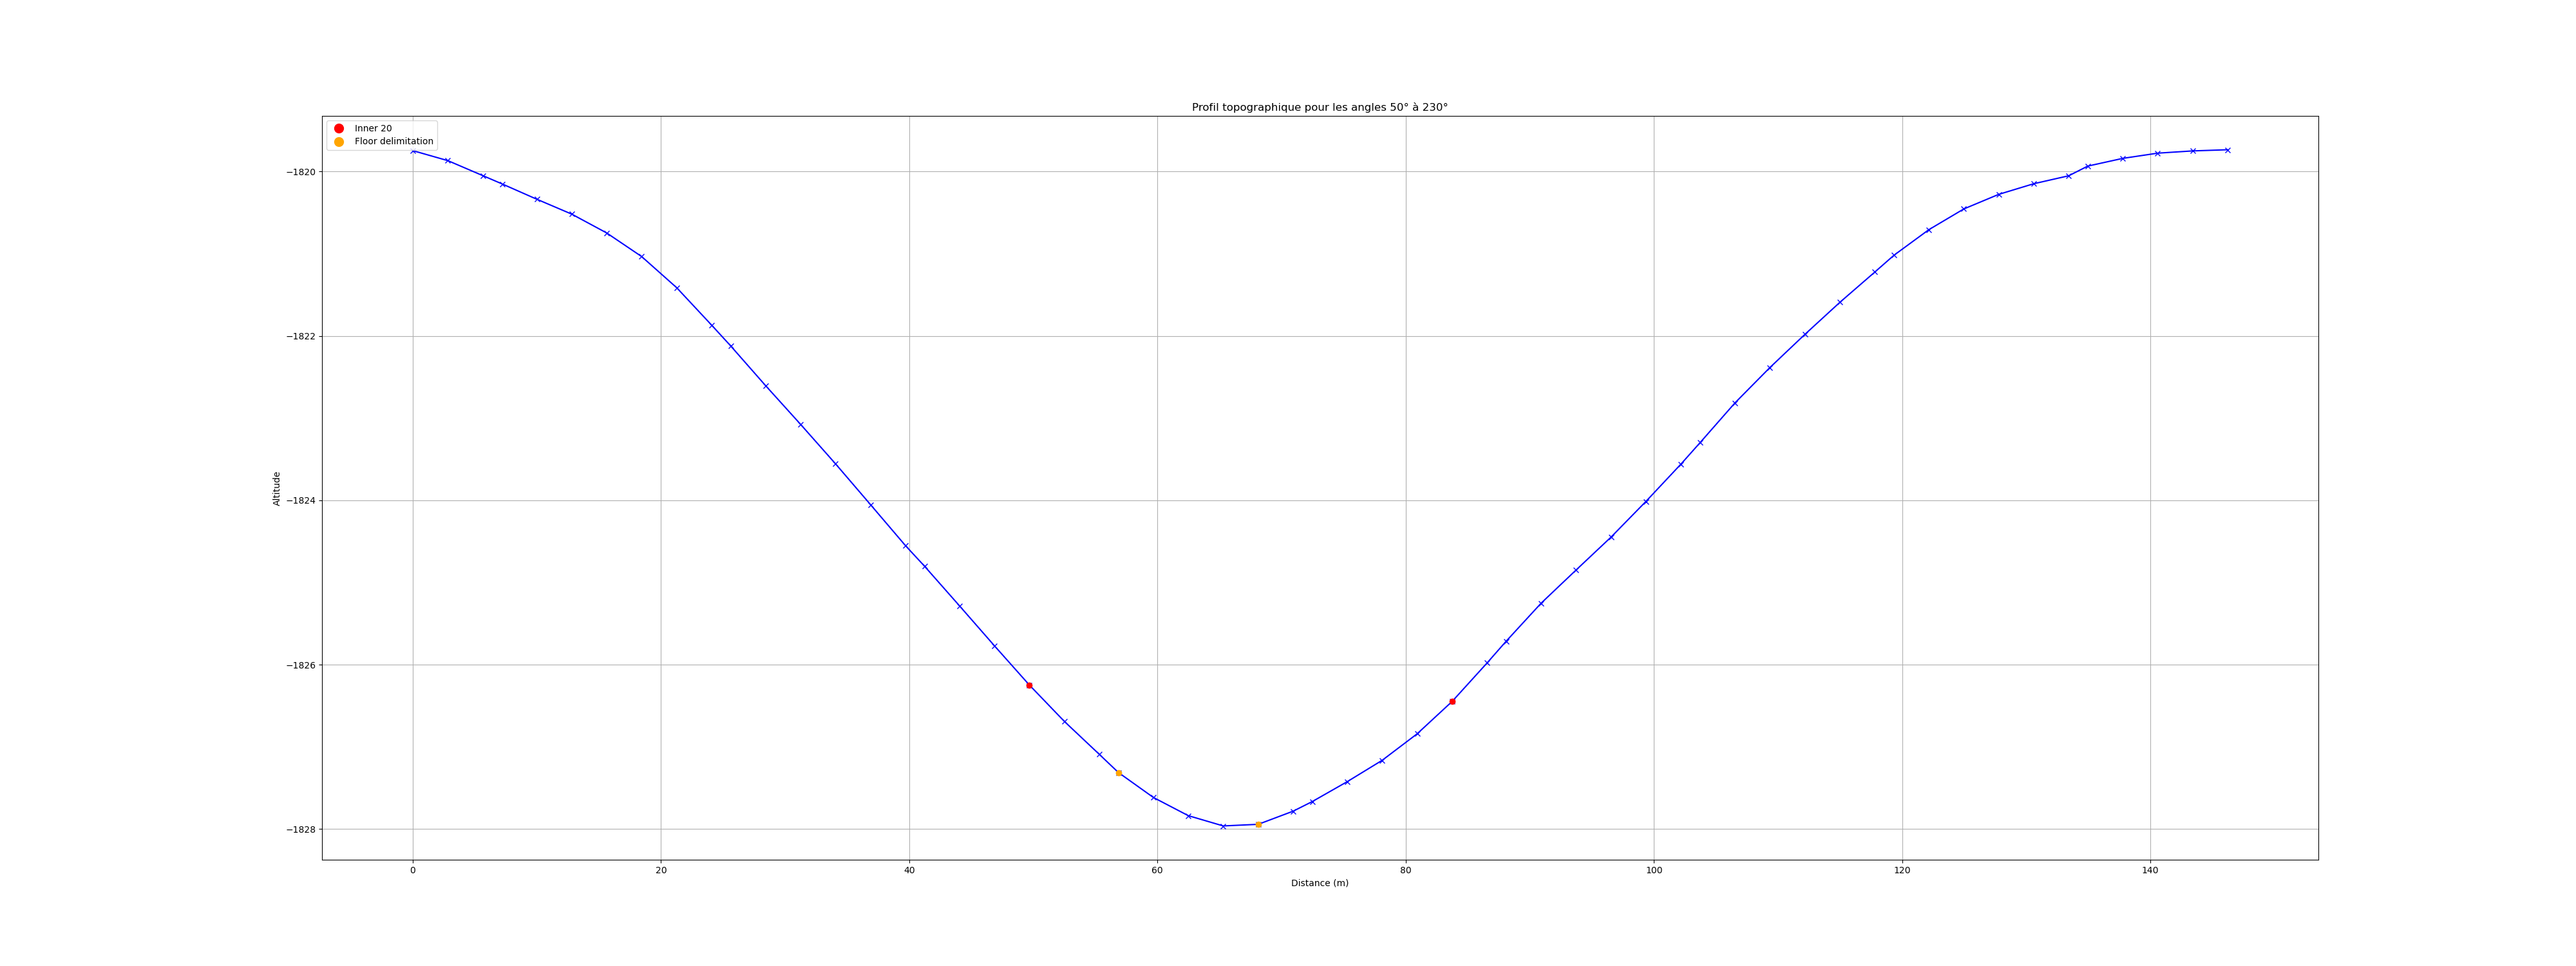 Profil topographique pour les angles 50° à 230°
Inner 20
Floor delimitation
Altitude
−1820
−1822
−1824
−1826
−1828
0 20 40 60 80 100 120 140
Distance (m)